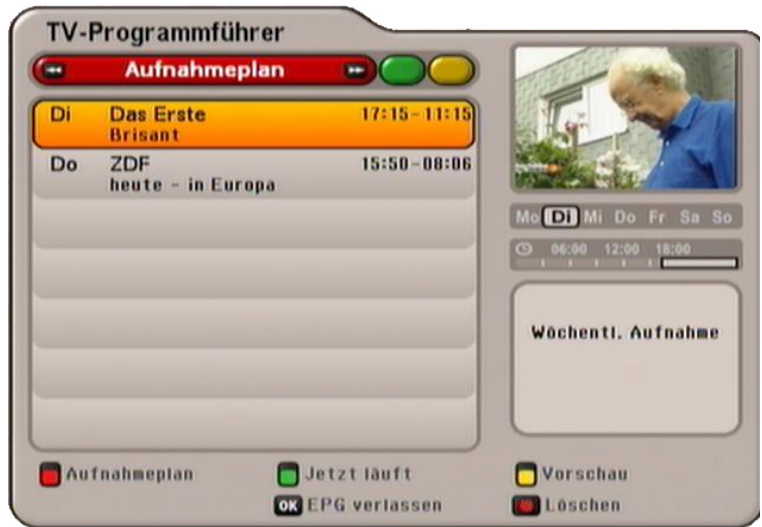 TV-Programmführer
Aufnahmeplan
Di Das Erste 17:15-11:15
Brisant
Do ZDF 15:50-08:06
heute - in Europa
Mo Di Mi Do Fr Sa So
06:00 12:00 18:00
Wöchentl. Aufnahme
Aufnahmeplan Jetzt läuft Vorschau
OK EPG verlassen Löschen